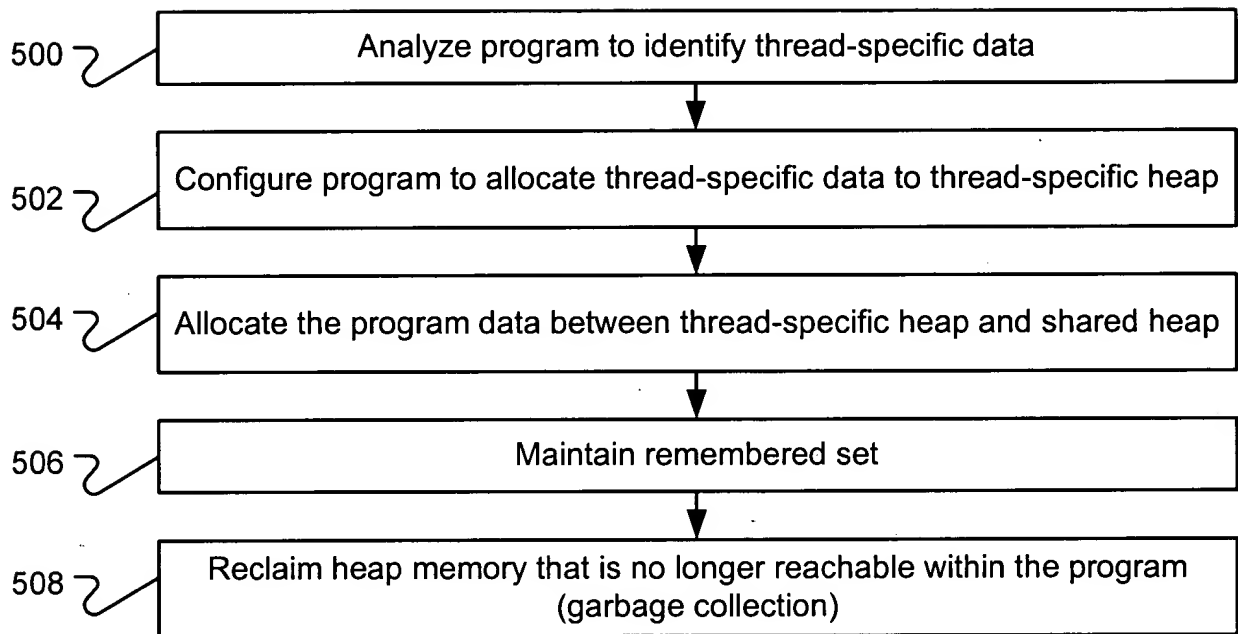 500
Analyze program to identify thread-specific data
502
Configure program to allocate thread-specific data to thread-specific heap
504
Allocate the program data between thread-specific heap and shared heap
506
Maintain remembered set
508
Reclaim heap memory that is no longer reachable within the program
(garbage collection)